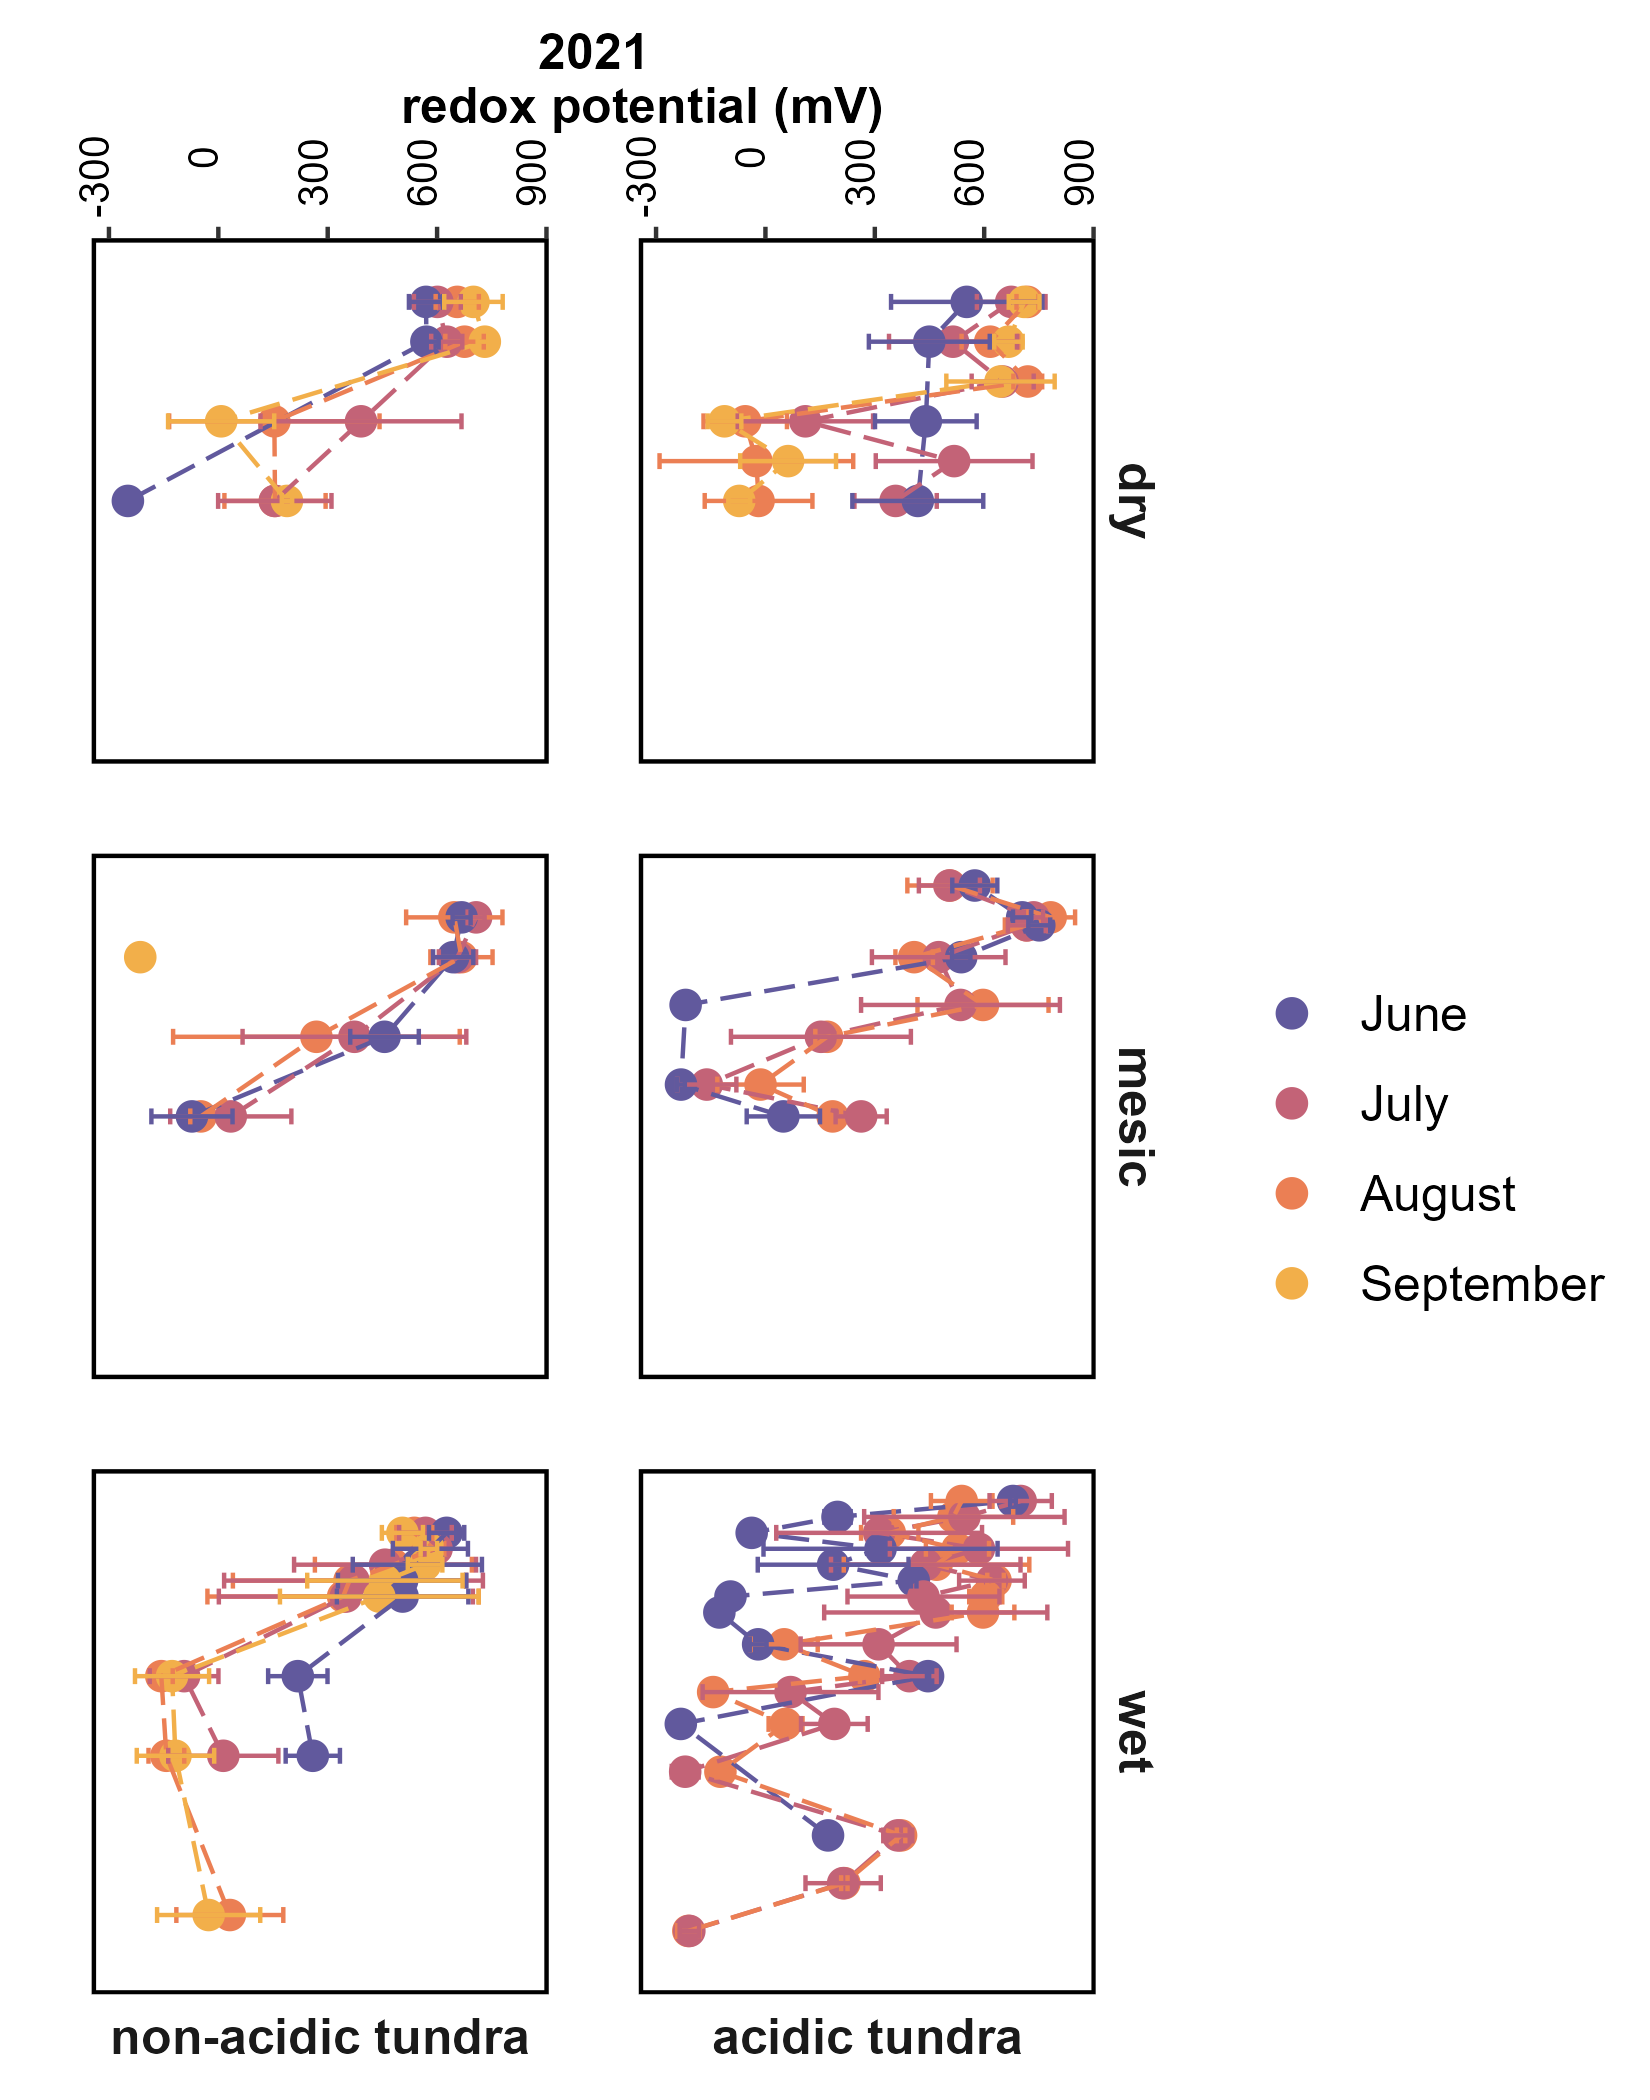 2021
redox potential (mV)
-300 0 300 600 900
-300 0 300 600 900
dry
mesic
wet
June
July
August
September
non-acidic tundra
acidic tundra